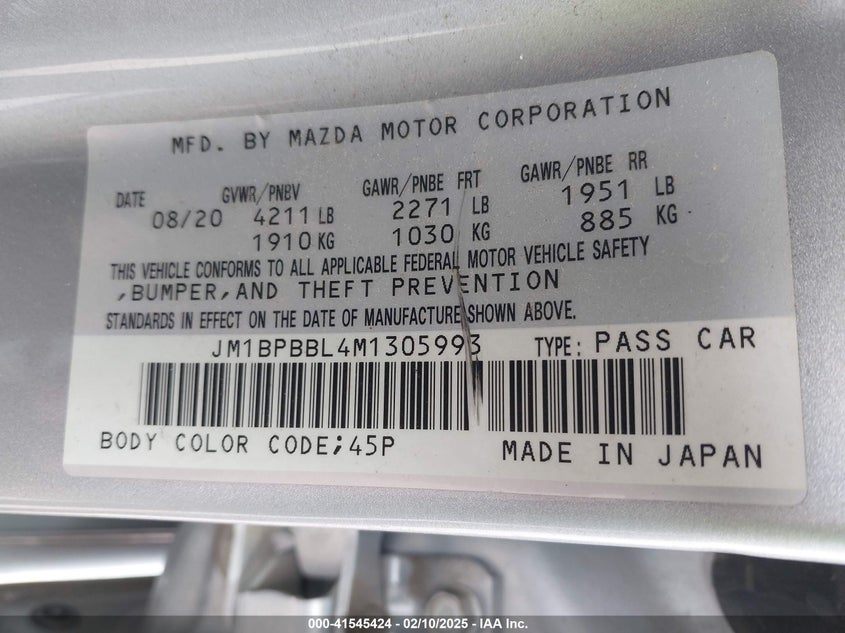 MFD. BY MAZDA MOTOR CORPORATION
DATE GVWR/PNBV GAWR/PNBE FRT GAWR/PNBE RR
08/20 4211 LB 2271 LB 1951 LB
1910 KG 1030 KG 885 KG
THIS VEHICLE CONFORMS TO ALL APPLICABLE FEDERAL MOTOR VEHICLE SAFETY
,BUMPER,AND THEFT PREVENTION
STANDARDS IN EFFECT ON THE DATE OF MANUFACTURE SHOWN ABOVE.
JM1BPBBL4M1305993 TYPE: PASS CAR
BODY COLOR CODE;45P MADE IN JAPAN
000-41545424 - 02/10/2025 - IAA Inc.